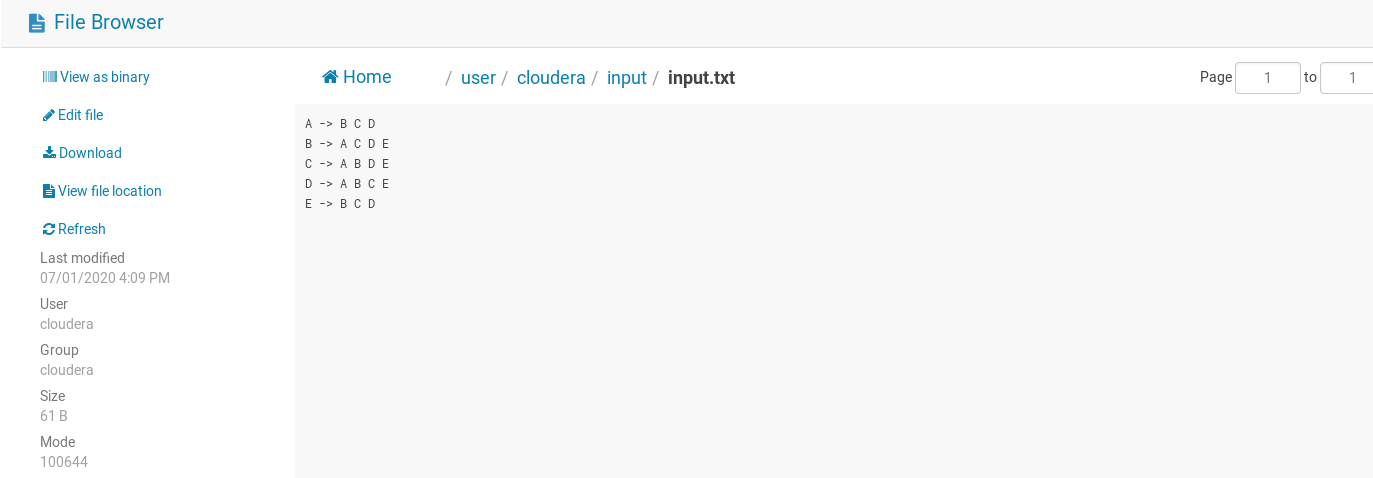 File Browser
View as binary
Edit file
Download
View file location
Refresh
Last modified
07/01/2020 4:09 PM
User
cloudera
Group
cloudera
Size
61 B
Mode
100644
Home / user / cloudera / input / input.txt
Page 1 to 1
A -> B C D
B -> A C D E
C -> A B D E
D -> A B C E
E -> B C D